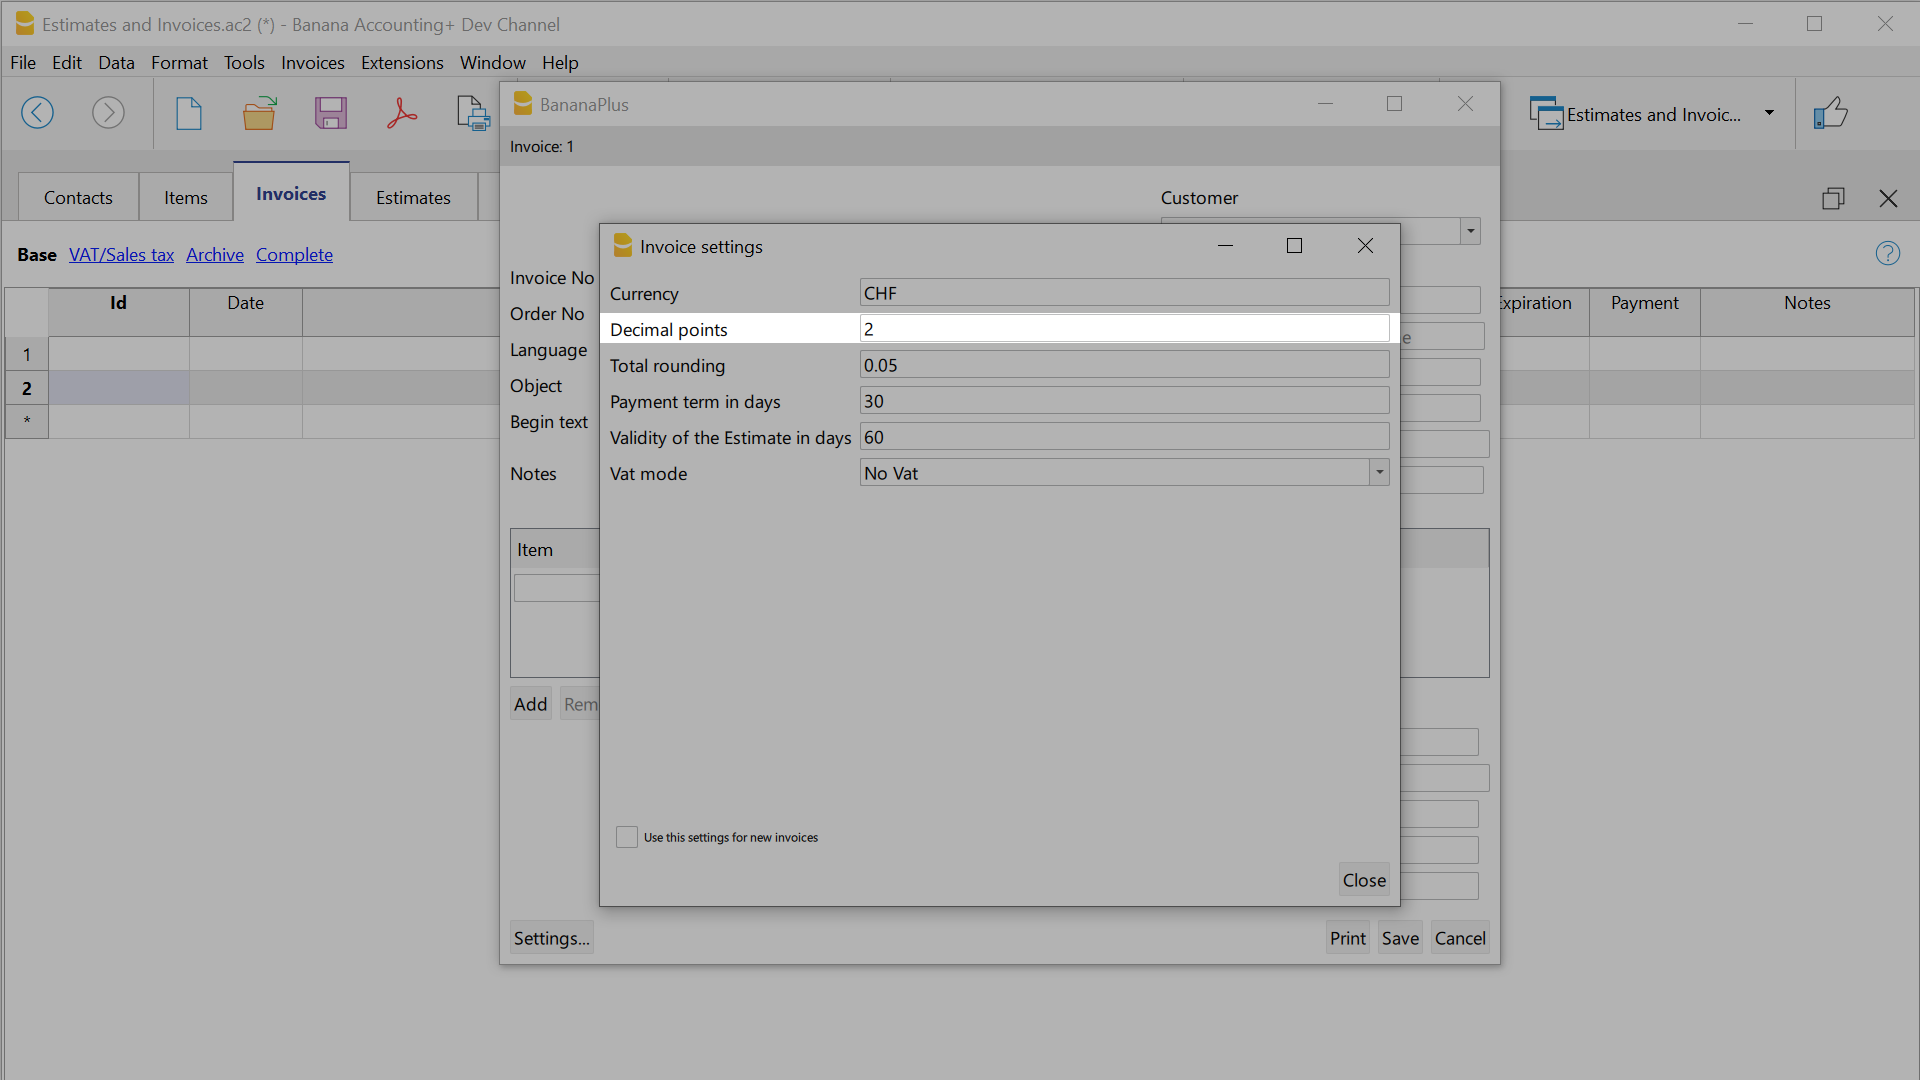 Estimates and Invoices.ac2 (*) - Banana Accounting+ Dev Channel
File Edit Data Format Tools Invoices Extensions Window Help
BananaPlus
Estimates and Invoic...
Invoice: 1
Contacts Items Invoices Estimates
Customer
Base VAT/Sales tax Archive Complete
Invoice settings
Invoice No
Order No
Language
Object
Begin text
Notes
Currency CHF
Decimal points 2
Total rounding 0.05
Payment term in days 30
Validity of the Estimate in days 60
Vat mode No Vat
Id Date Expiration Payment Notes
1
2
*
e
Item
Add Rem
Use this settings for new invoices
Close
Settings... Print Save Cancel